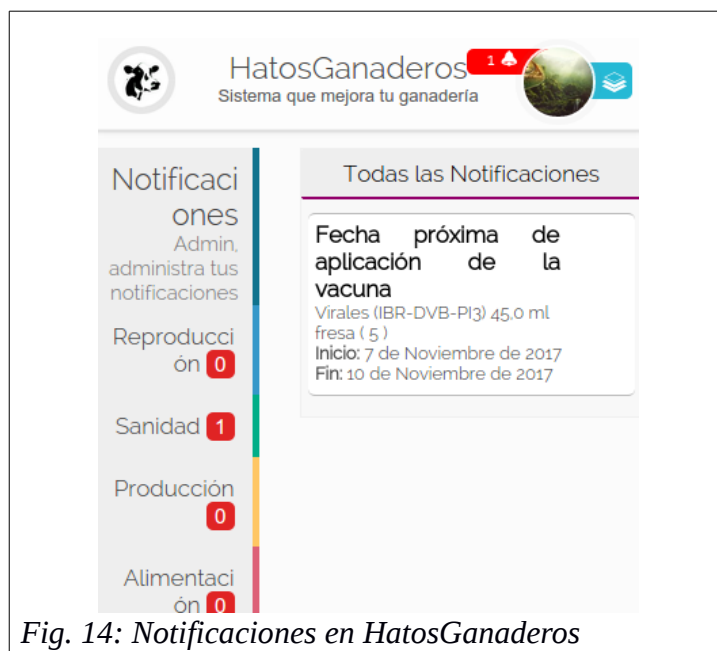 HatosGanaderos
1
Sistema que mejora tu ganadería
Notificaci
ones
Admin,
administra tus
notificaciones
Reproducci
ón 0
Sanidad 1
Producción
0
Alimentaci
ón 0
Todas las Notificaciones
Fecha próxima de
aplicación de la
vacuna
Virales (IBR-DVB-PI3) 45,0 ml
fresa ( 5 )
Inicio: 7 de Noviembre de 2017
Fin: 10 de Noviembre de 2017
Fig. 14: Notificaciones en HatosGanaderos